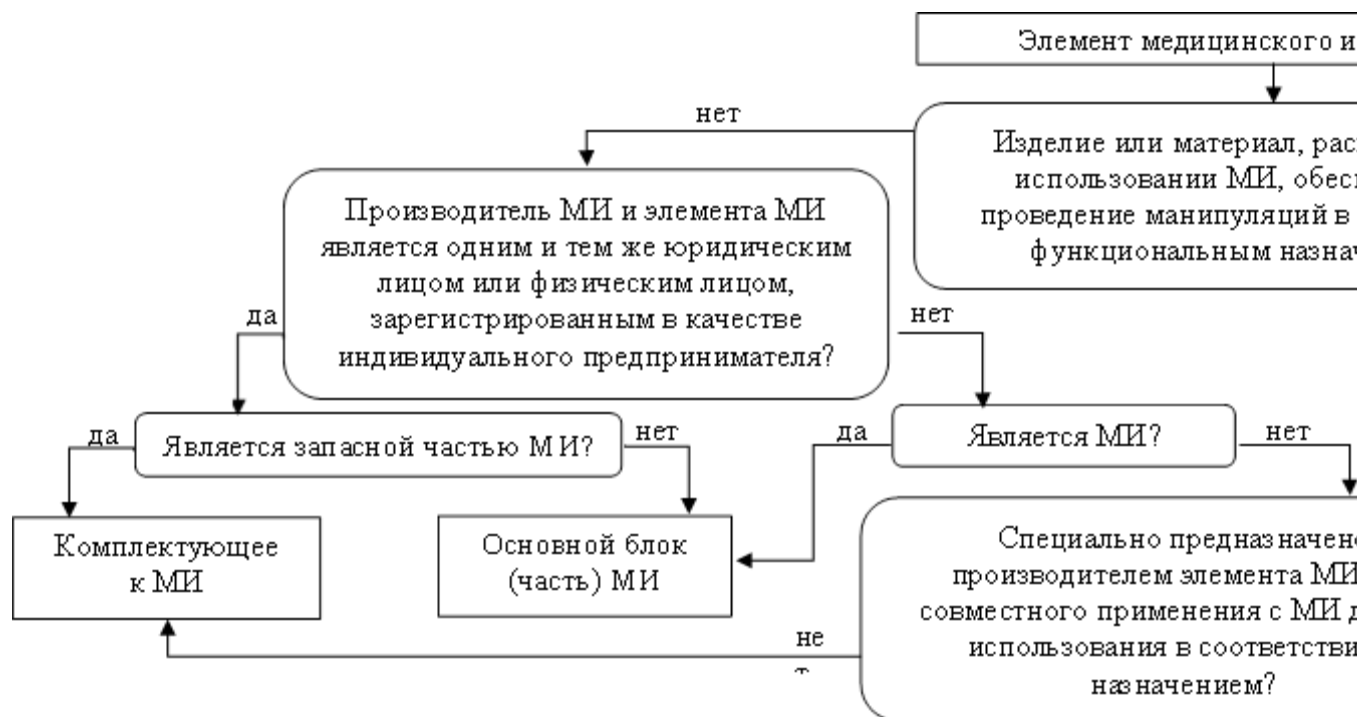 Элемент медицинского и
нет
Изделие или материал, рас
использовании МИ, обес
проведение манипуляций в
функциональным назнач
Производитель МИ и элемента МИ
является одним и тем же юридическим
лицом или физическим лицом,
зарегистрированным в качестве
индивидуального предпринимателя?
да
нет
да
Является запасной частью МИ?
нет
да
Является МИ?
нет
Комплектующее
к МИ
Основной блок
(часть) МИ
Специально предназначен
производителем элемента МИ
совместного применения с МИ д
использования в соответстви
назначением?
не
т